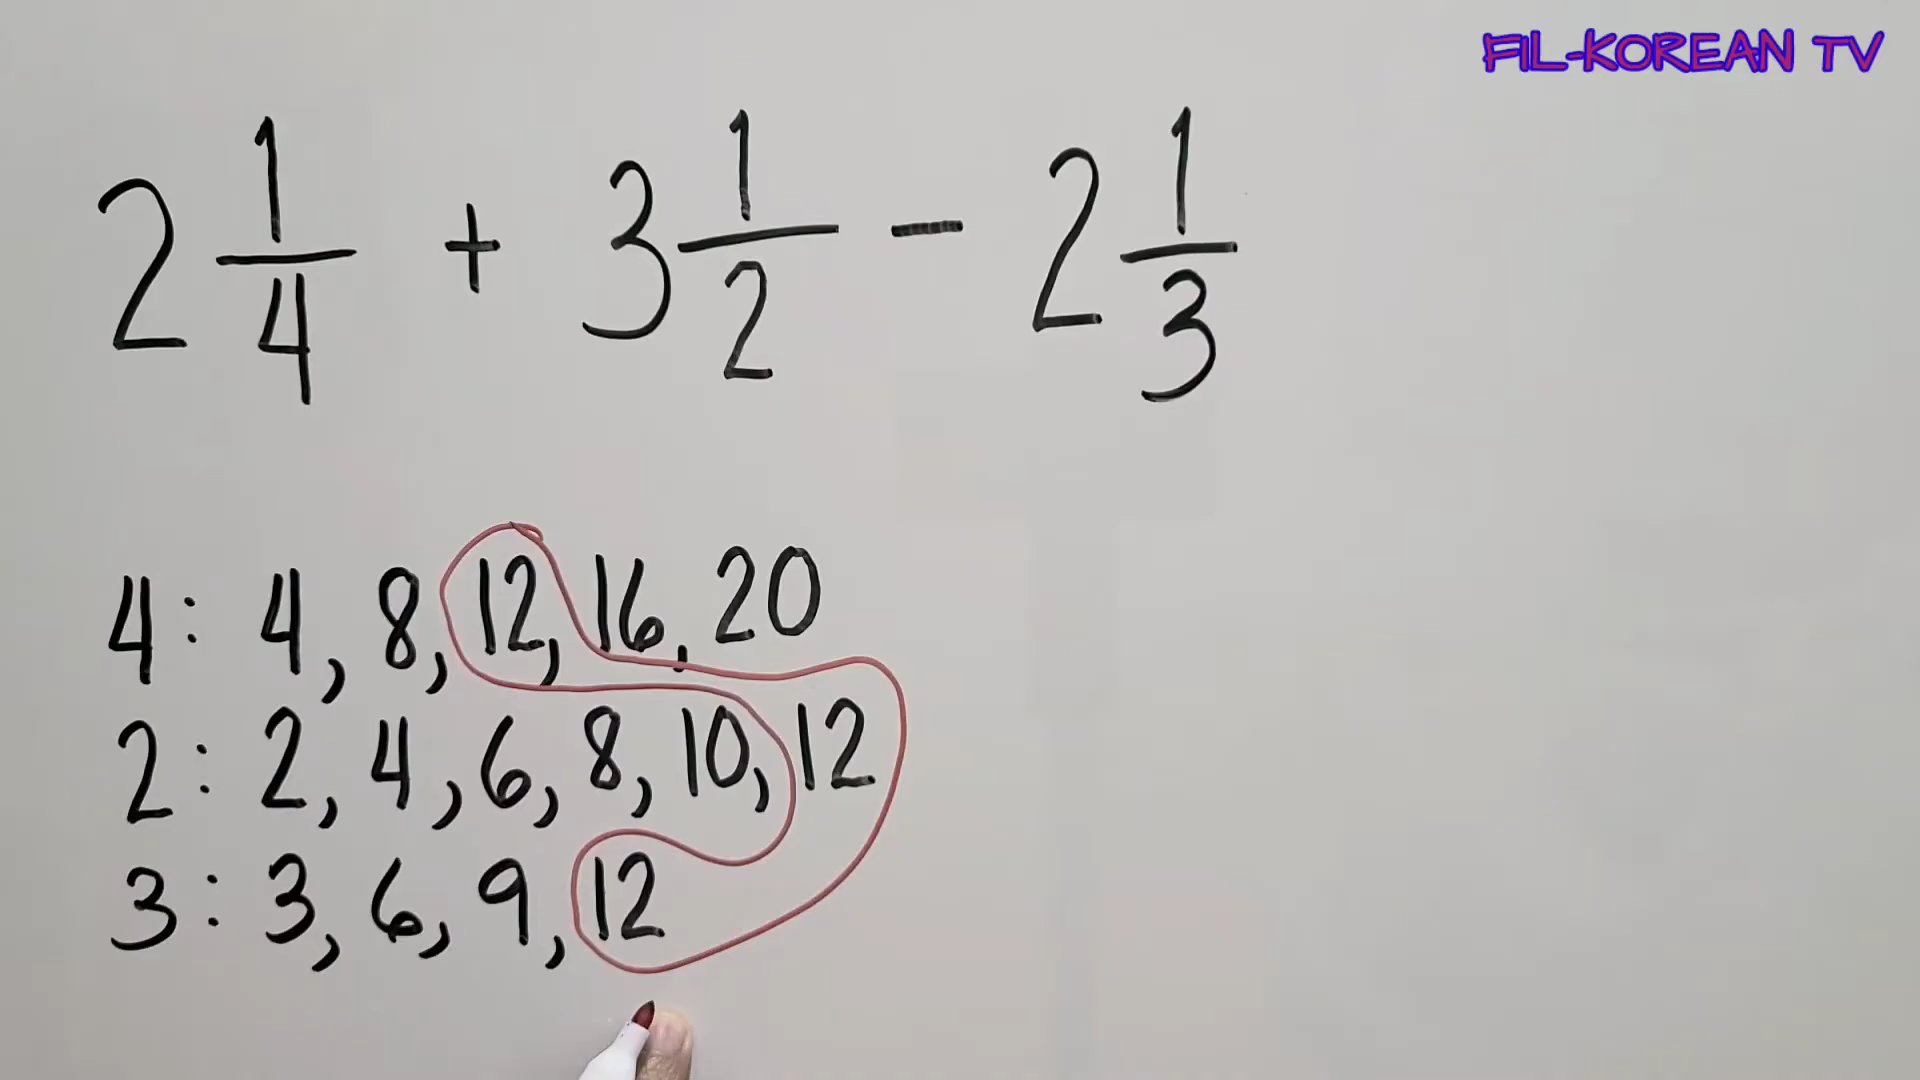 FIL-KOREAN TV
2 1/4 + 3 1/2 - 2 1/3
4: 4, 8, 12, 16, 20
2: 2, 4, 6, 8, 10, 12
3: 3, 6, 9, 12